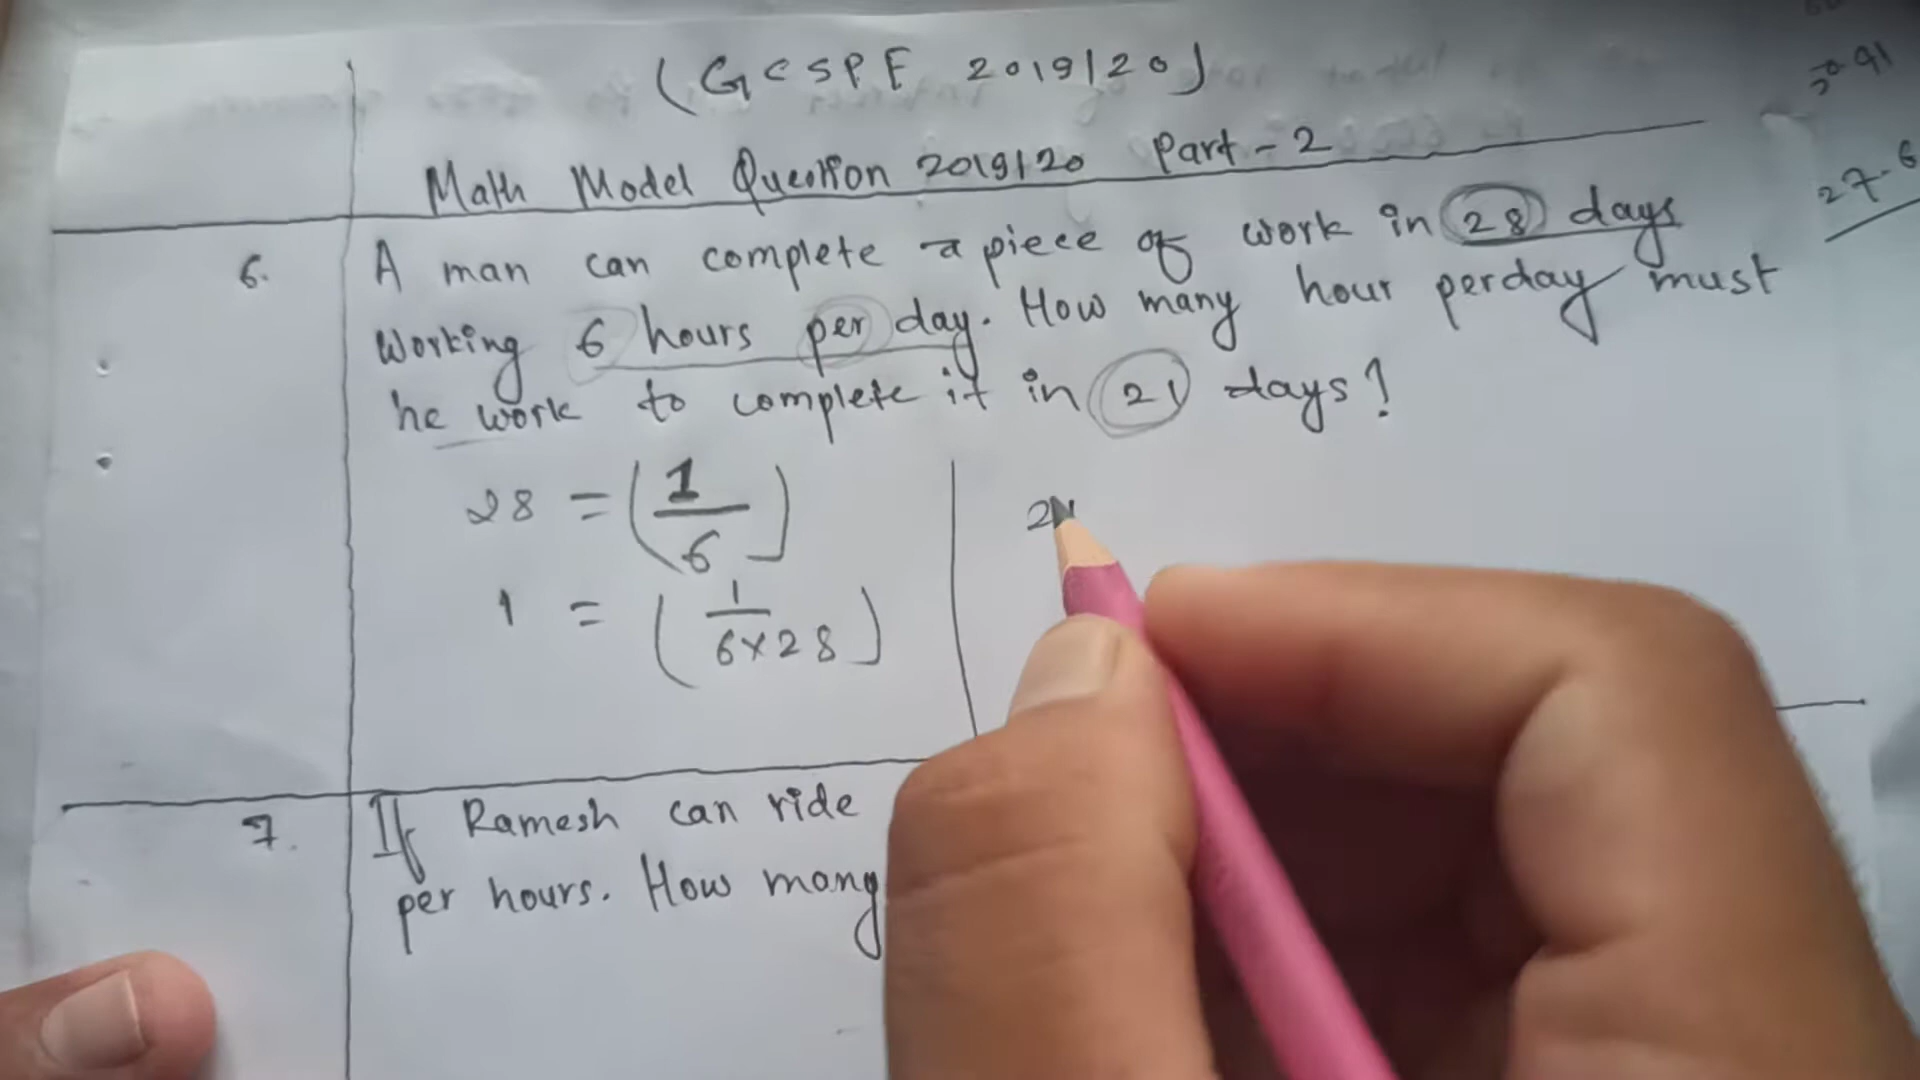 (GCSPE 2019/20)
Math Model Question 2019/20 Part - 2
6. A man can complete a piece of work in 28 days
working 6 hours per day. How many hour perday must
he work to complete it in 21 days?
28 = (1/6)
1 = (1/6×28)
7. If Ramesh can ride
per hours. How many